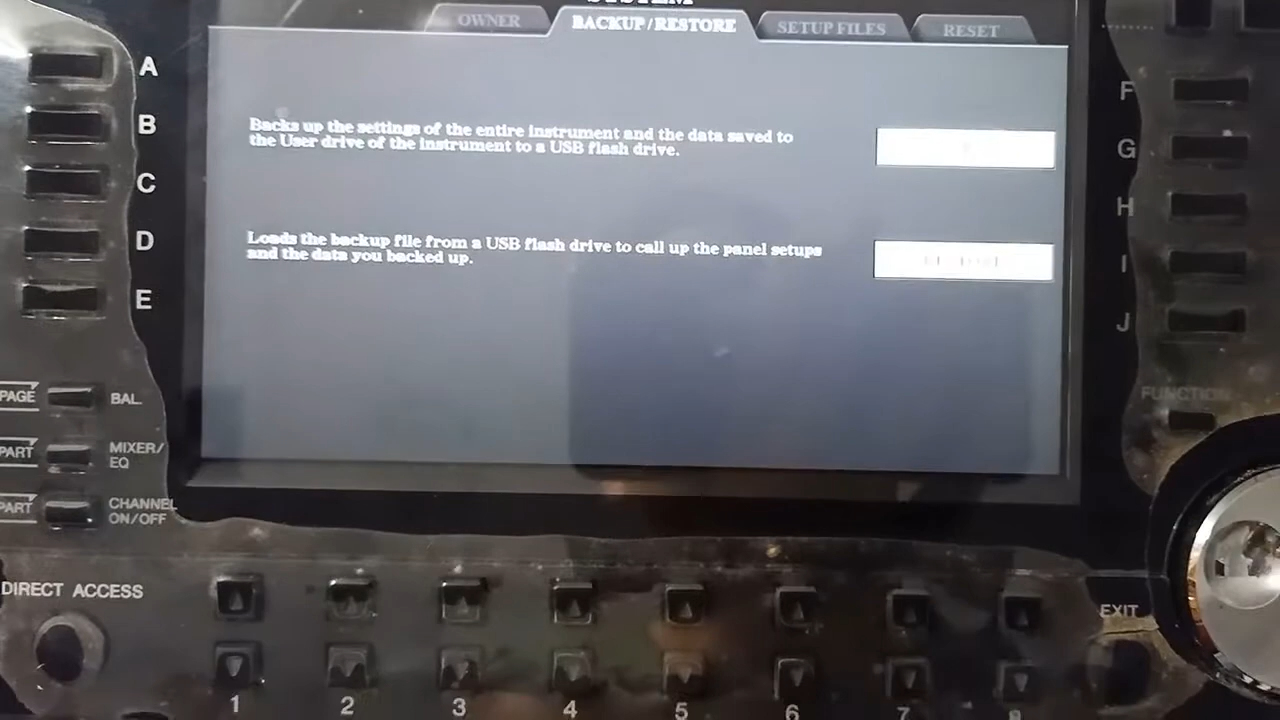 SYSTEM
OWNER
BACKUP/RESTORE
SETUP FILES
RESET
A
B
C
D
E
F
G
H
I
J
Backs up the settings of the entire instrument and the data saved to
the User drive of the instrument to a USB flash drive.
Loads the backup file from a USB flash drive to call up the panel setups
and the data you backed up.
PAGE
BAL.
PART
MIXER/
EQ
PART
CHANNEL
ON/OFF
FUNCTION
DIRECT ACCESS
EXIT
1
2
3
4
5
6
7
8